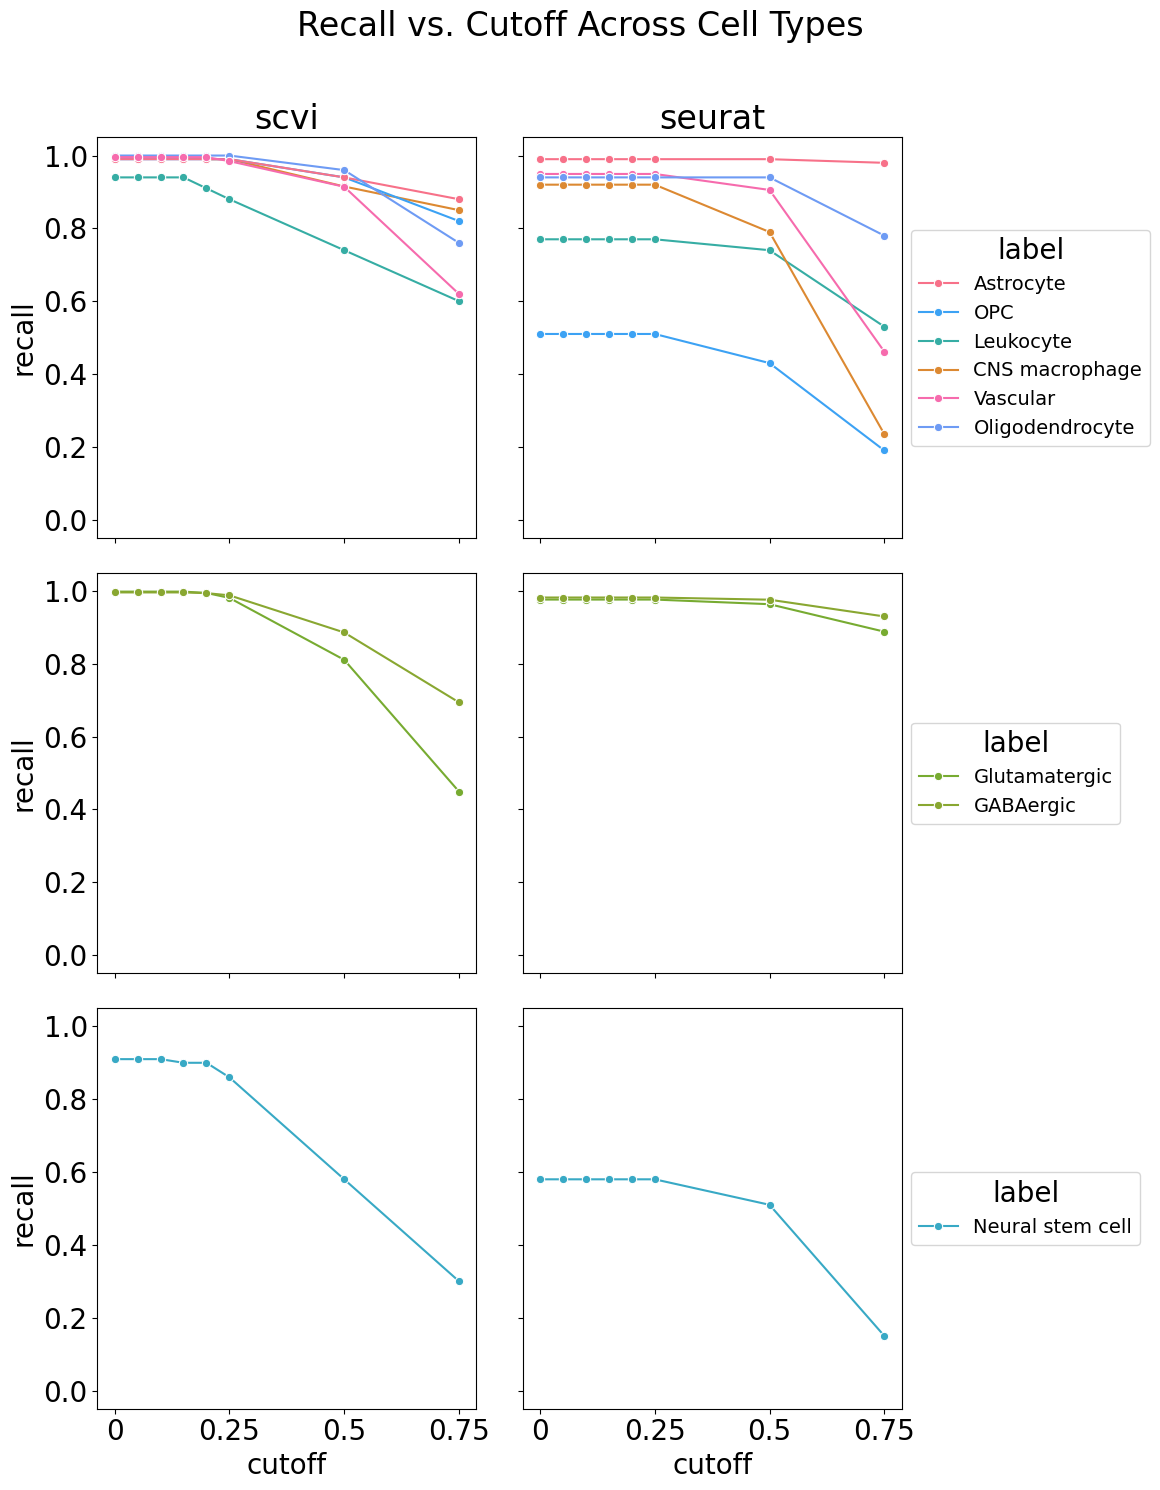 Recall vs. Cutoff Across Cell Types
scvi
seurat
recall
1.0
0.8
0.6
0.4
0.2
0.0
label
Astrocyte
OPC
Leukocyte
CNS macrophage
Vascular
Oligodendrocyte
recall
1.0
0.8
0.6
0.4
0.2
0.0
label
Glutamatergic
GABAergic
recall
1.0
0.8
0.6
0.4
0.2
0.0
label
Neural stem cell
0 0.25 0.5 0.75
cutoff
0 0.25 0.5 0.75
cutoff